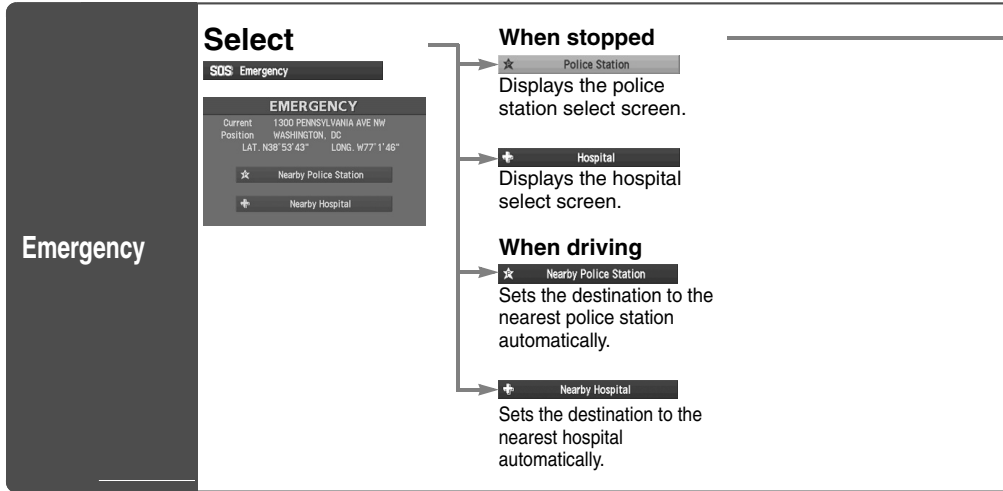 Emergency
Select
SOS Emergency
EMERGENCY
Current 1300 PENNSYLVANIA AVE NW
Position WASHINGTON, DC
LAT. N38°53'43" LONG. W77°1'46"
Nearby Police Station
Nearby Hospital
When stopped
Police Station
Displays the police
station select screen.
Hospital
Displays the hospital
select screen.
When driving
Nearby Police Station
Sets the destination to the
nearest police station
automatically.
Nearby Hospital
Sets the destination to the
nearest hospital
automatically.